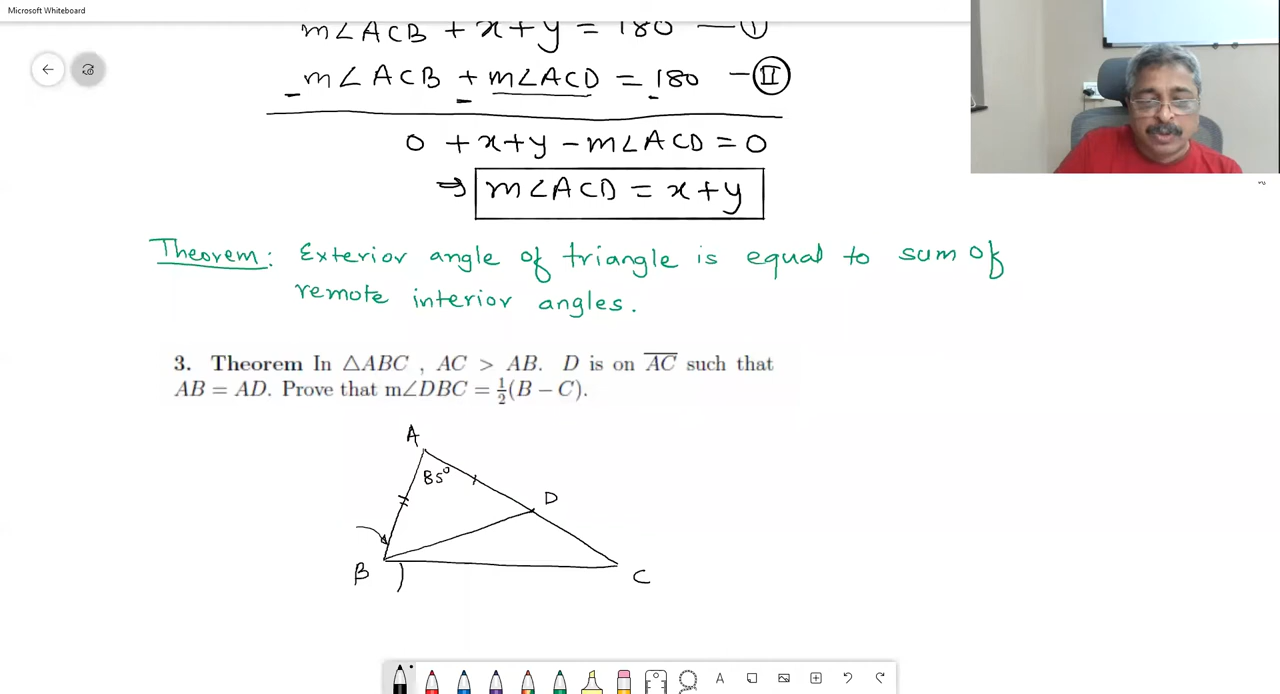 Microsoft Whiteboard
m∠ACB + x + y = 180 — Ⓘ
m∠ACB + m∠ACD = 180 — Ⓘ︎Ⓘ
0 + x+y − m∠ACD = 0
⇒ m∠ACD = x+y
Theorem: Exterior angle of triangle is equal to sum of
remote interior angles.
3. Theorem In △ABC , AC > AB. D is on \overline{AC} such that
AB = AD. Prove that m∠DBC = ½(B − C).
A
85°
D
B
C
A